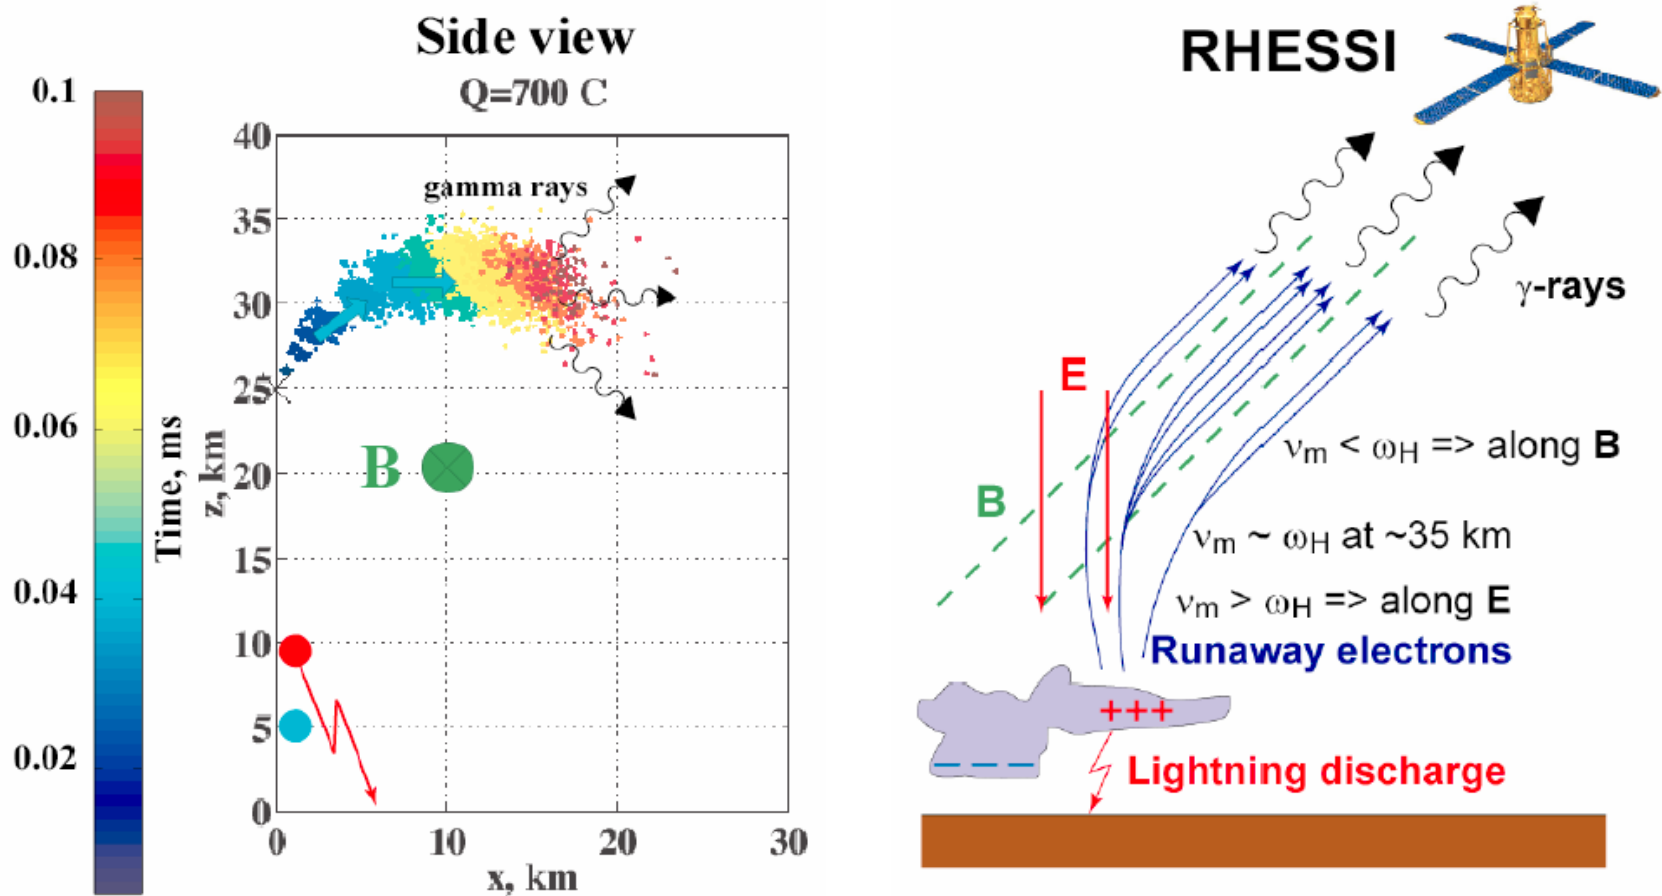 Side view
Q=700 C
0.1
0.08
0.06
0.04
0.02
Time, ms
40
35
30
25
20
15
10
5
0
z, km
gamma rays
B
0
10
20
30
x, km
RHESSI
γ-rays
E
B
νm < ωH => along B
νm ~ ωH at ~35 km
νm > ωH => along E
Runaway electrons
+++
_ _ _ _
Lightning discharge